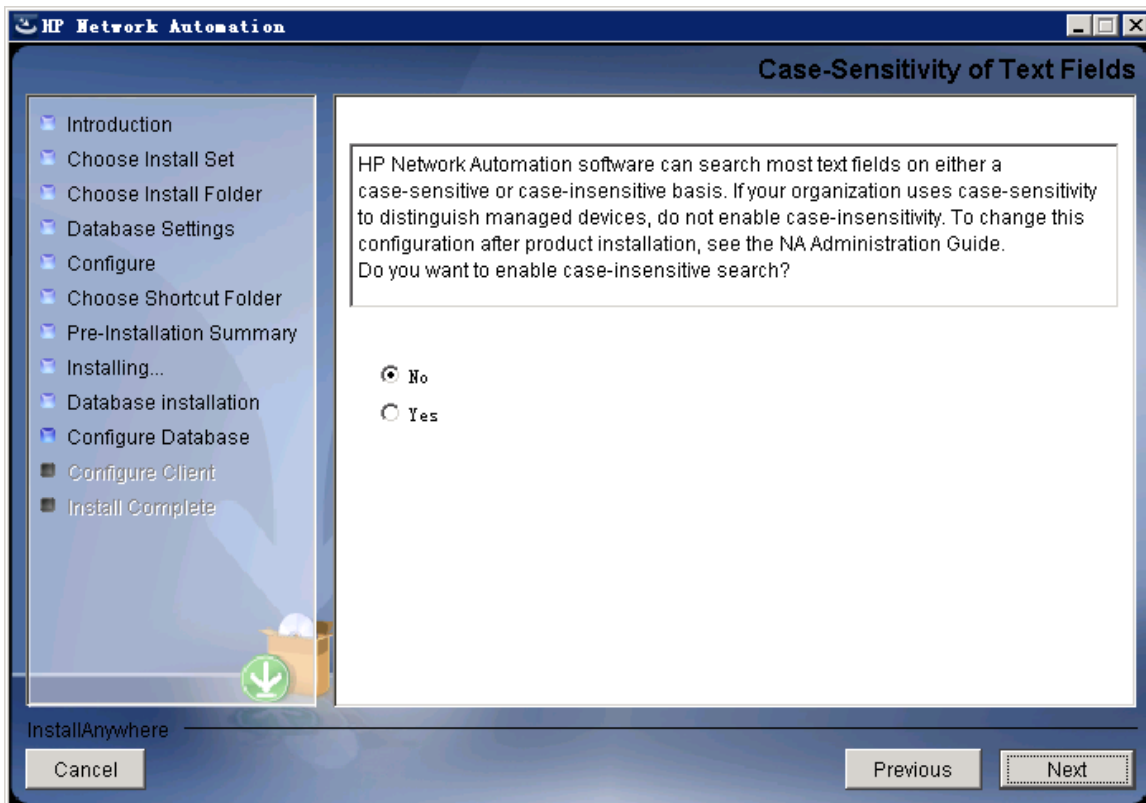 HP Network Automation
Case-Sensitivity of Text Fields
Introduction
Choose Install Set
Choose Install Folder
Database Settings
Configure
Choose Shortcut Folder
Pre-Installation Summary
Installing...
Database installation
Configure Database
Configure Client
Install Complete
HP Network Automation software can search most text fields on either a
case-sensitive or case-insensitive basis. If your organization uses case-sensitivity
to distinguish managed devices, do not enable case-insensitivity. To change this
configuration after product installation, see the NA Administration Guide.
Do you want to enable case-insensitive search?
No
Yes
InstallAnywhere
Cancel
Previous
Next